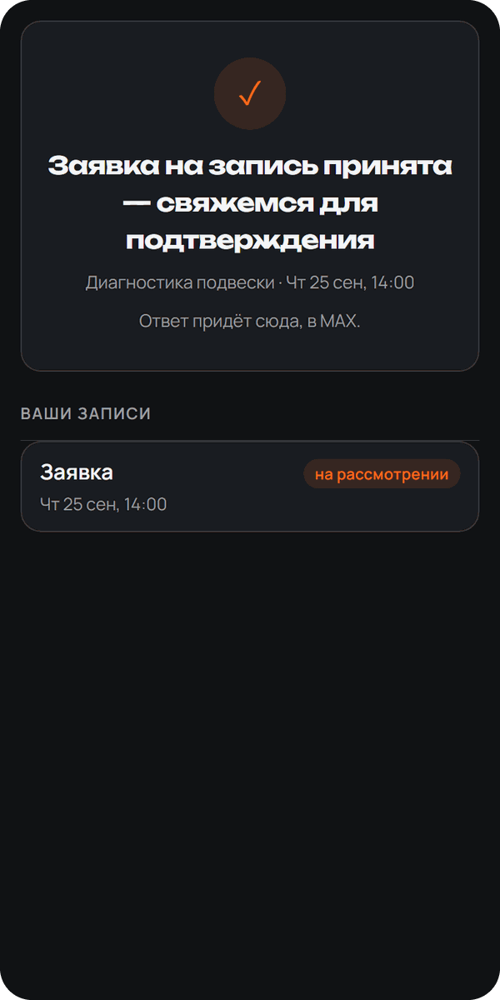 Заявка на запись принята
— свяжемся для
подтверждения
Диагностика подвески · Чт 25 сен, 14:00
Ответ придёт сюда, в MAX.
ВАШИ ЗАПИСИ
Заявка
на рассмотрении
Чт 25 сен, 14:00